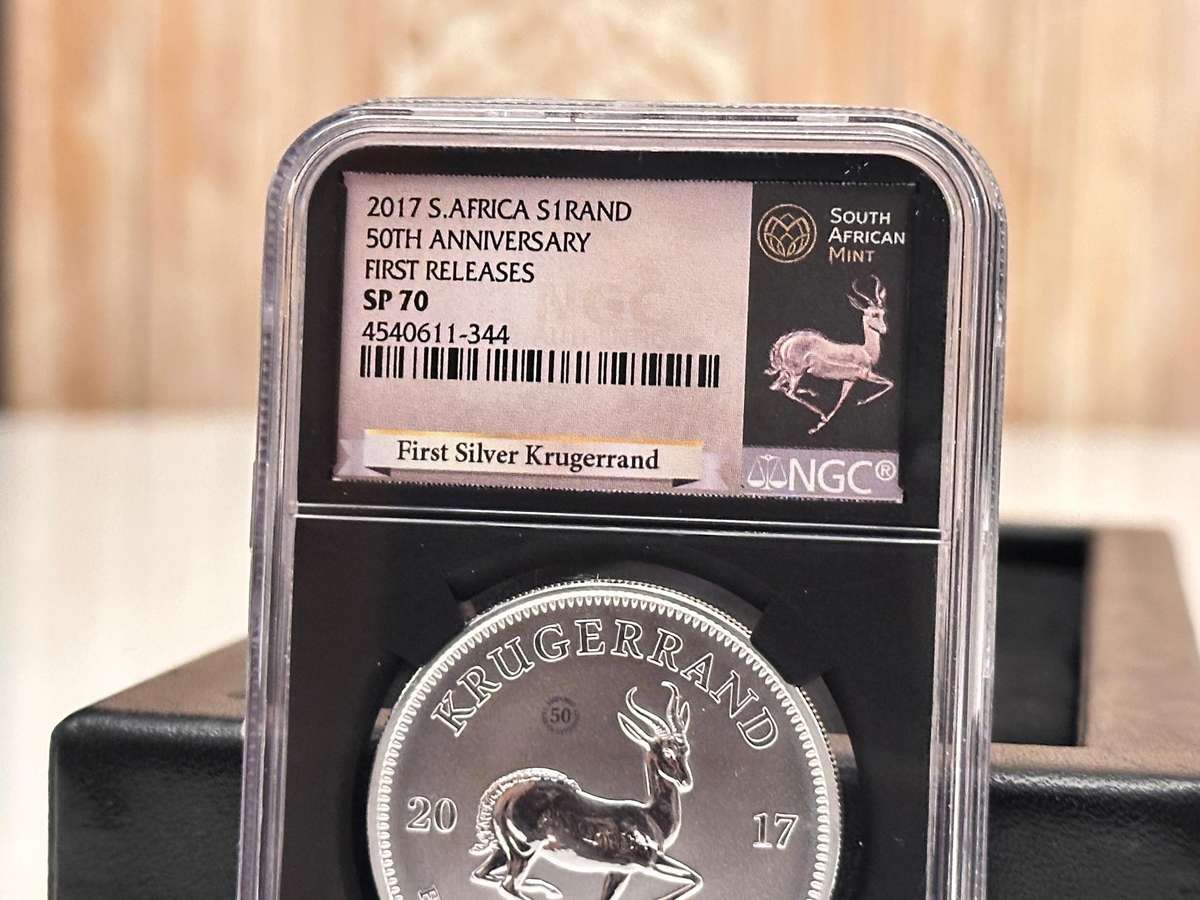 2017 S.AFRICA S1RAND
50TH ANNIVERSARY
FIRST RELEASES
SP 70
4540611-344
First Silver Krugerrand
SOUTH
AFRICAN
MINT
NGC®
KRUGERRAND
50
20 17